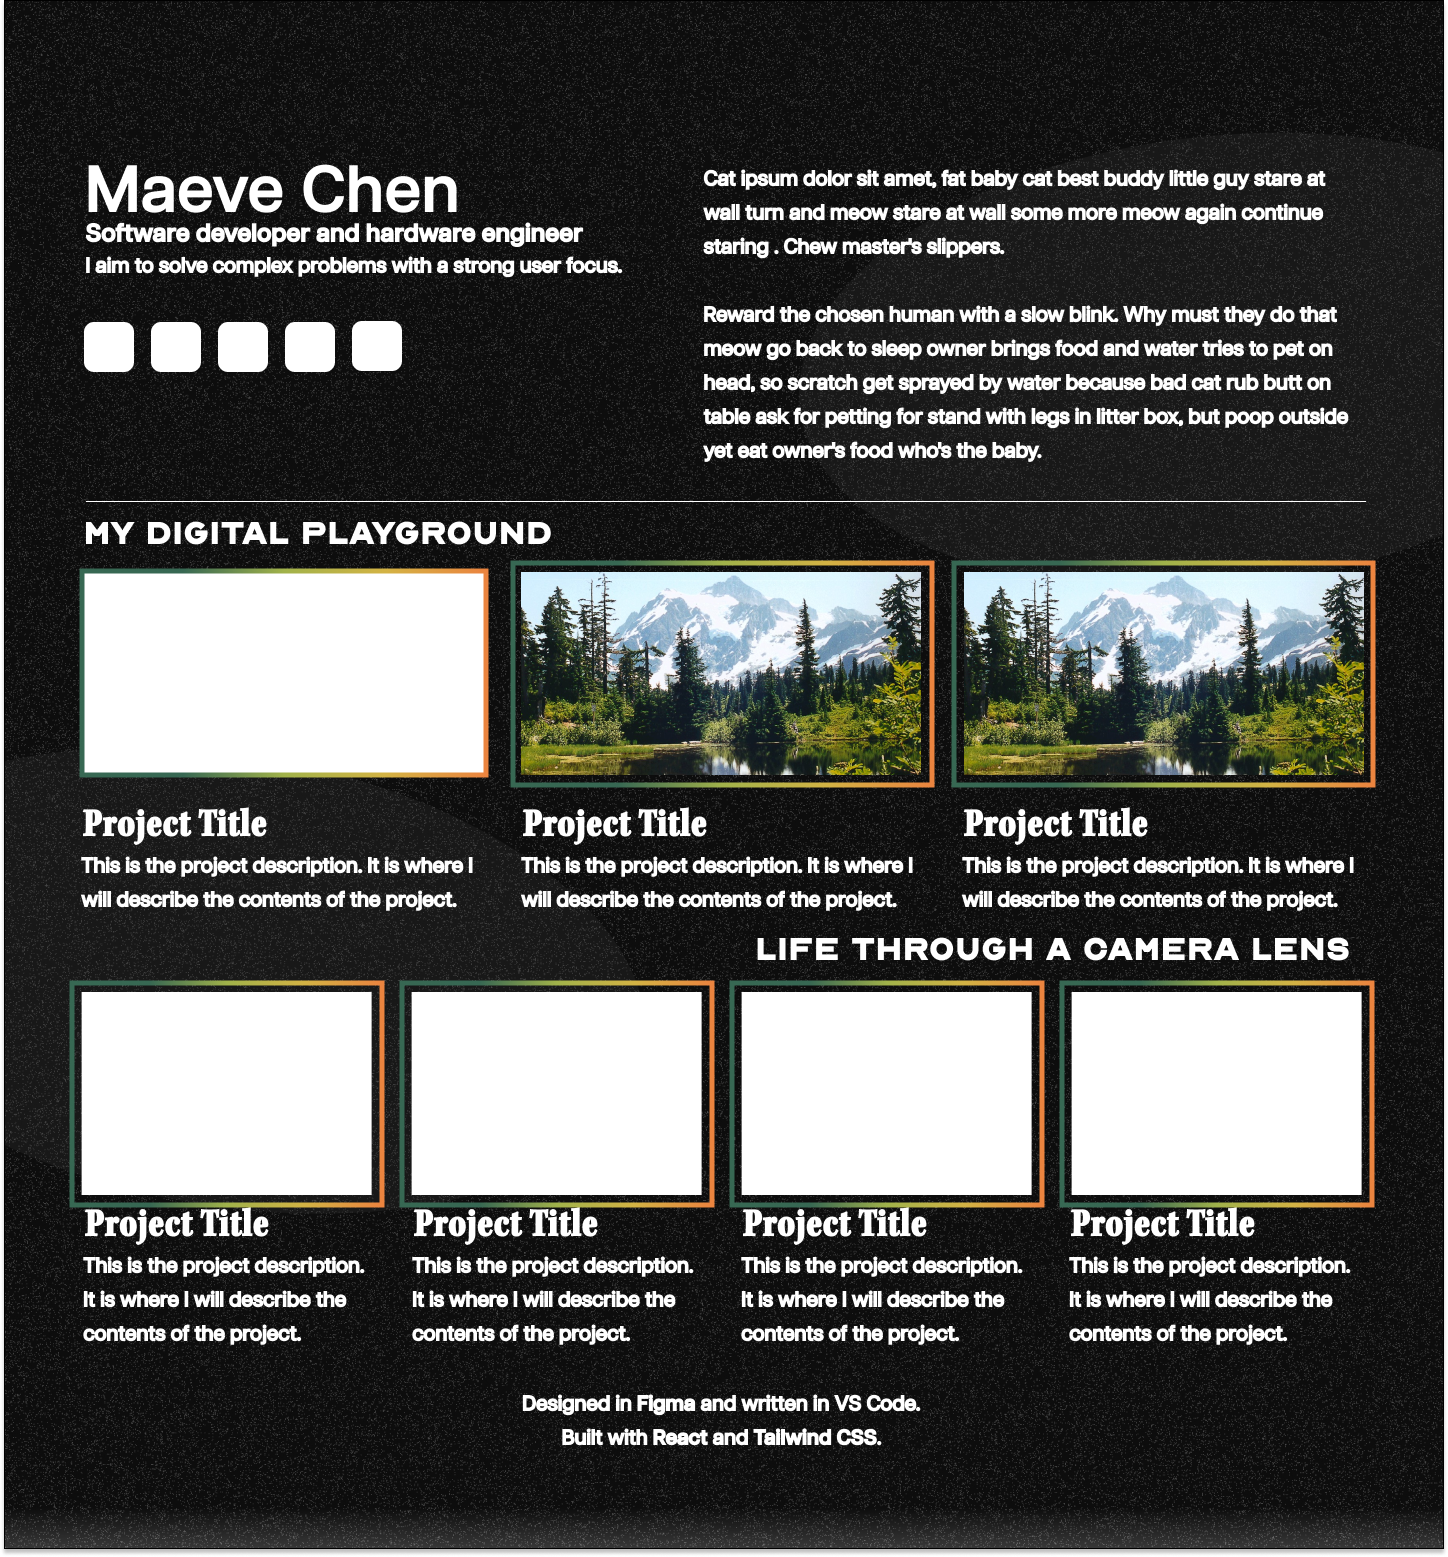 Maeve Chen
Software developer and hardware engineer
I aim to solve complex problems with a strong user focus.
Cat ipsum dolor sit amet, fat baby cat best buddy little guy stare at
wall turn and meow stare at wall some more meow again continue
staring . Chew master's slippers.
Reward the chosen human with a slow blink. Why must they do that
meow go back to sleep owner brings food and water tries to pet on
head, so scratch get sprayed by water because bad cat rub butt on
table ask for petting for stand with legs in litter box, but poop outside
yet eat owner's food who's the baby.
MY DIGITAL PLAYGROUND
Project Title
This is the project description. It is where I
will describe the contents of the project.
Project Title
This is the project description. It is where I
will describe the contents of the project.
Project Title
This is the project description. It is where I
will describe the contents of the project.
LIFE THROUGH A CAMERA LENS
Project Title
This is the project description.
It is where I will describe the
contents of the project.
Project Title
This is the project description.
It is where I will describe the
contents of the project.
Project Title
This is the project description.
It is where I will describe the
contents of the project.
Project Title
This is the project description.
It is where I will describe the
contents of the project.
Designed in Figma and written in VS Code.
Built with React and Tailwind CSS.